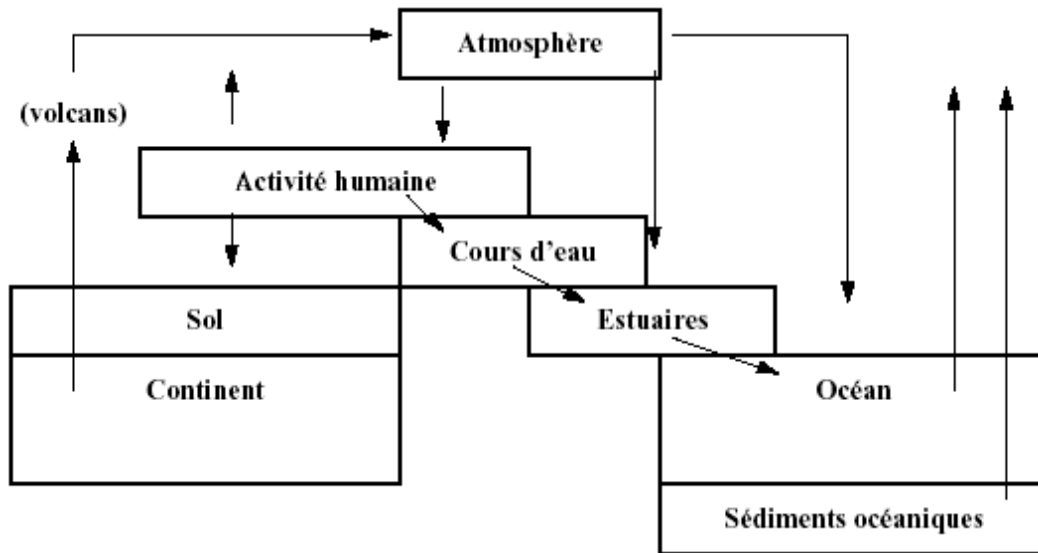 Atmosphère
(volcans)
Activité humaine
Cours d’eau
Sol
Estuaires
Continent
Océan
Sédiments océaniques